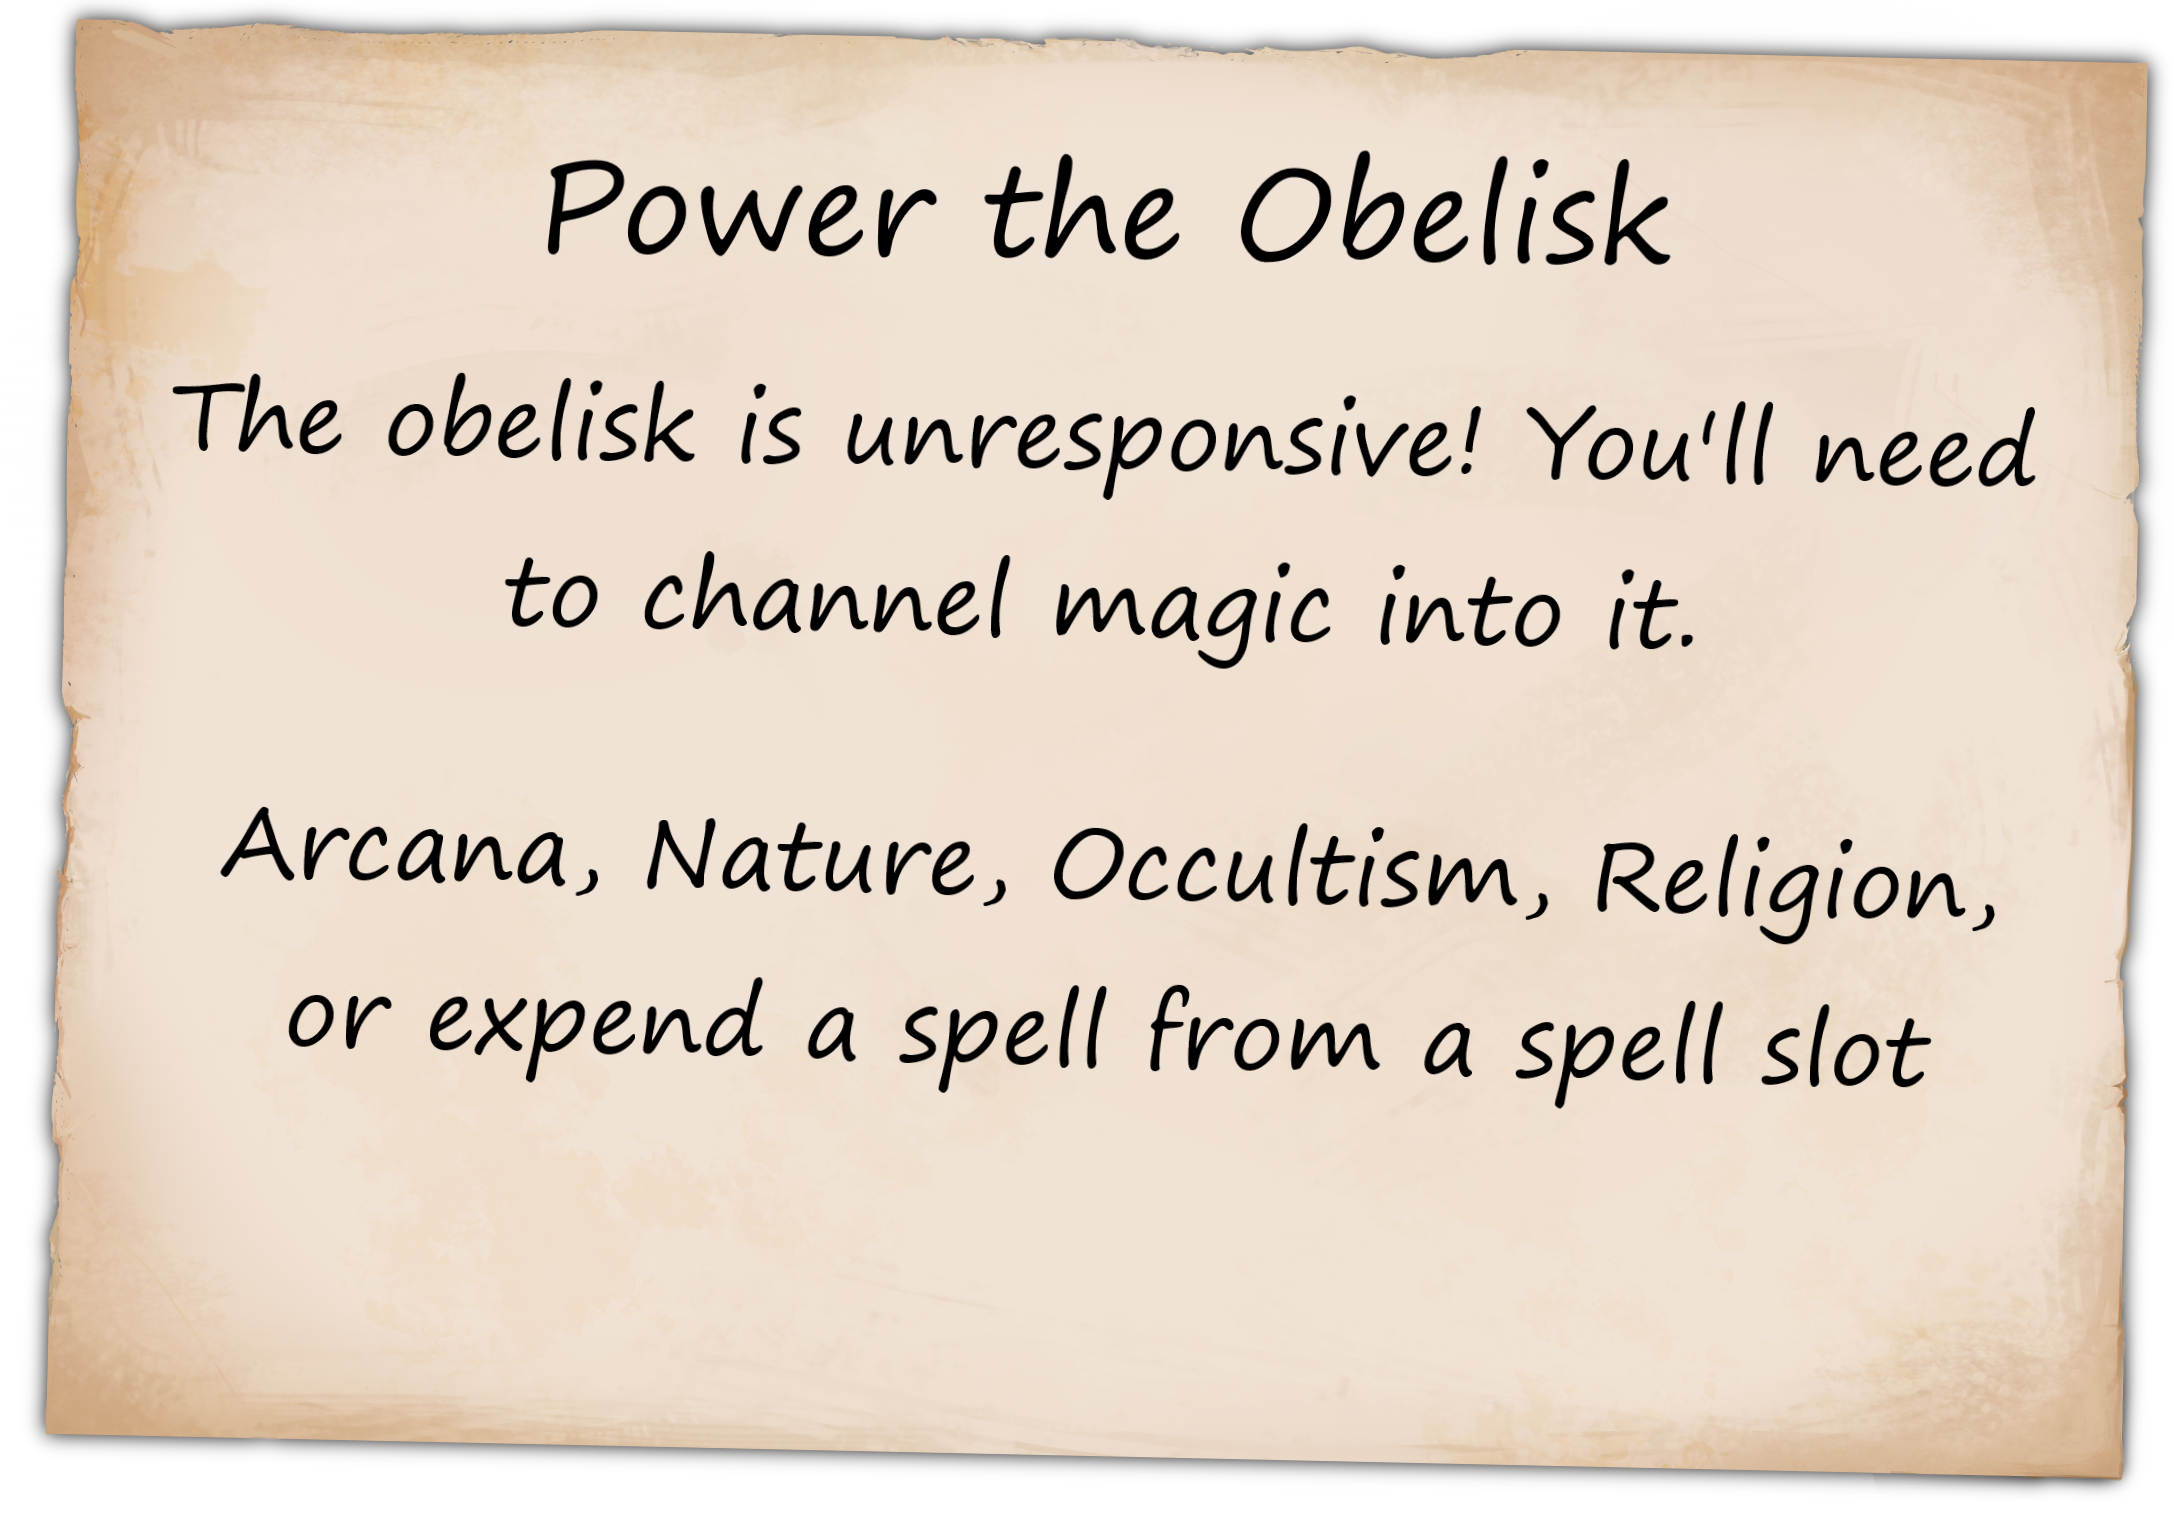 Power the Obelisk
The obelisk is unresponsive! You'll need
to channel magic into it.
Arcana, Nature, Occultism, Religion,
or expend a spell from a spell slot